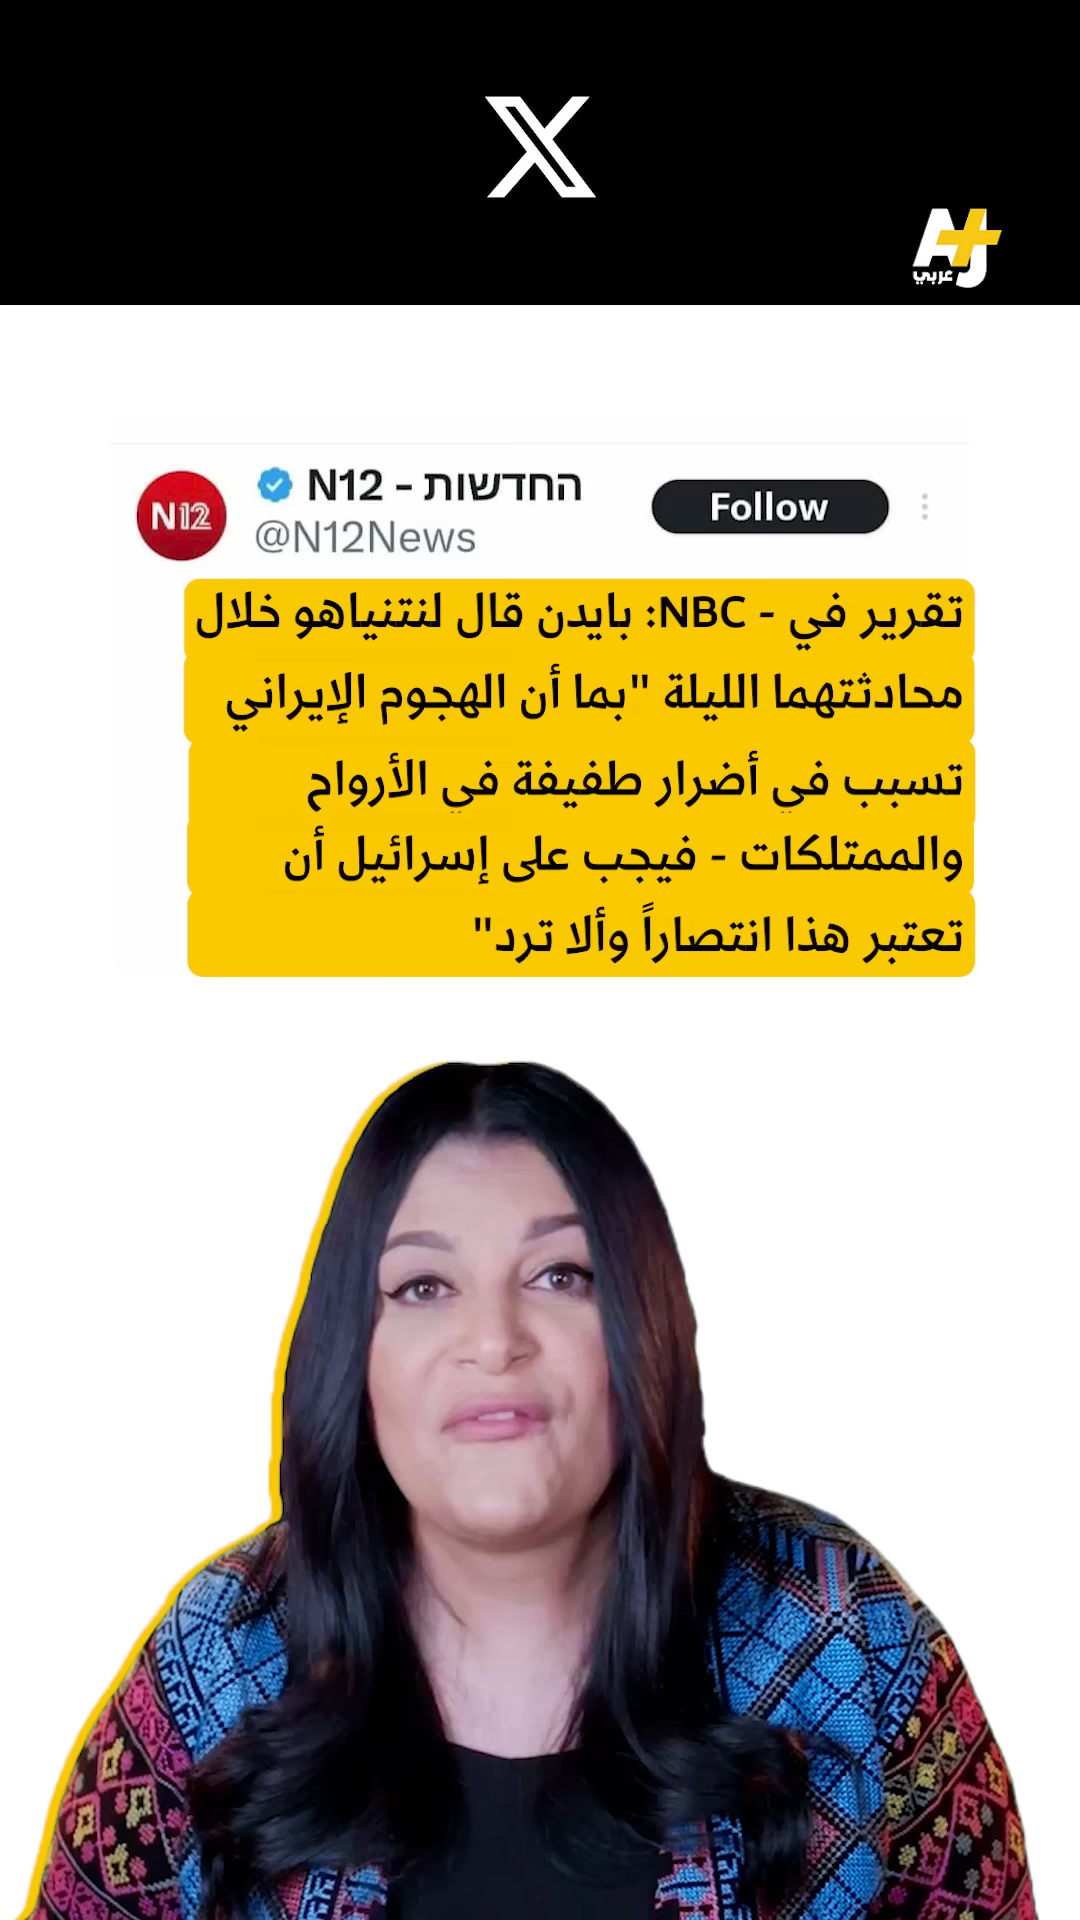 X
AJ+
عربي
N12
החדשות - N12
@N12News
Follow
تقرير في - NBC: بايدن قال لنتنياهو خلال
محادثتهما الليلة "بما أن الهجوم الإيراني
تسبب في أضرار طفيفة في الأرواح
والممتلكات - فيجب على إسرائيل أن
تعتبر هذا انتصاراً وألا ترد"